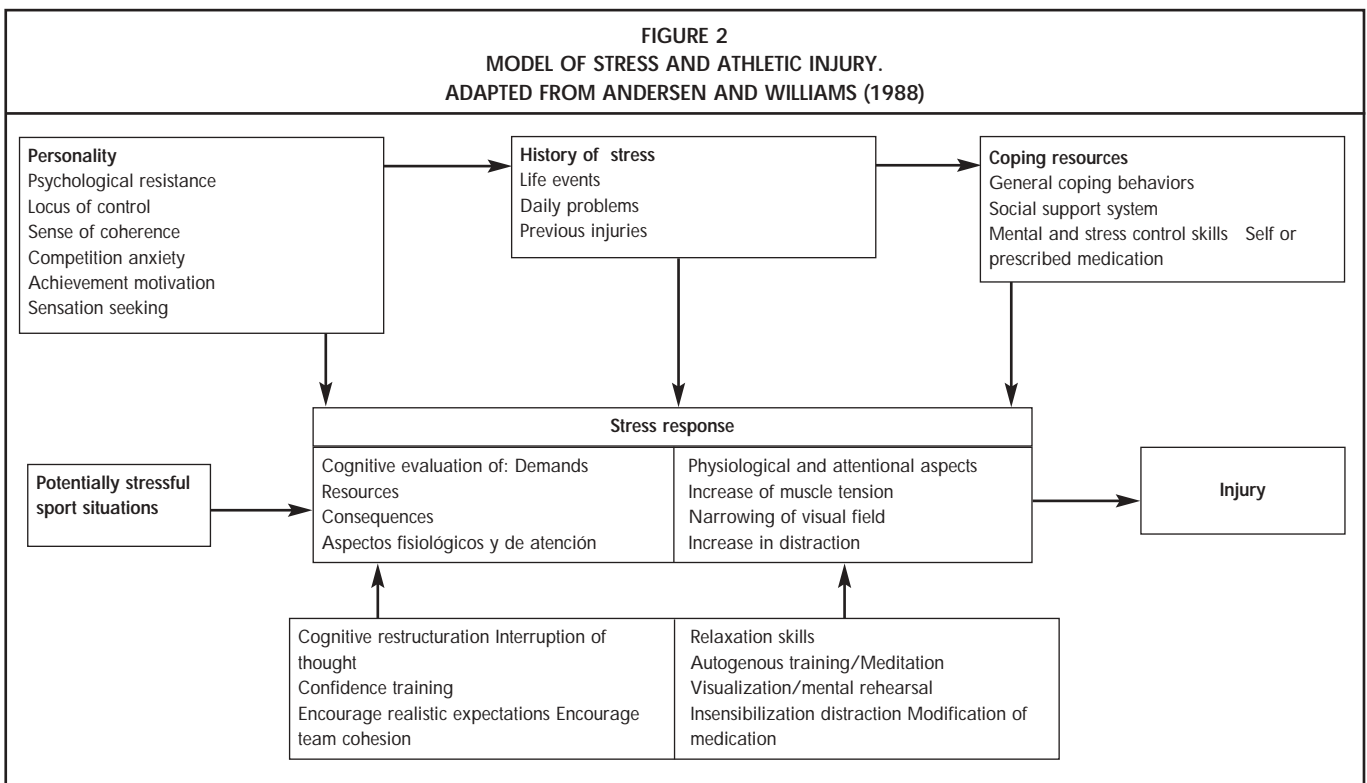 FIGURE 2
MODEL OF STRESS AND ATHLETIC INJURY.
ADAPTED FROM ANDERSEN AND WILLIAMS (1988)
Personality
Psychological resistance
Locus of control
Sense of coherence
Competition anxiety
Achievement motivation
Sensation seeking
History of stress
Life events
Daily problems
Previous injuries
Coping resources
General coping behaviors
Social support system
Mental and stress control skills Self or
prescribed medication
Stress response
Potentially stressful
sport situations
Cognitive evaluation of: Demands
Resources
Consequences
Aspectos fisiológicos y de atención
Physiological and attentional aspects
Increase of muscle tension
Narrowing of visual field
Increase in distraction
Injury
Cognitive restructuration Interruption of
thought
Confidence training
Encourage realistic expectations Encourage
team cohesion
Relaxation skills
Autogenous training/Meditation
Visualization/mental rehearsal
Insensibilization distraction Modification of
medication